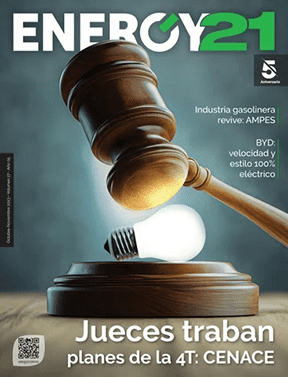 ENERGY21
5
Aniversario
Industria gasolinera
revive: AMPES
BYD:
velocidad y
estilo 100%
eléctrico
Jueces traban
planes de la 4T: CENACE